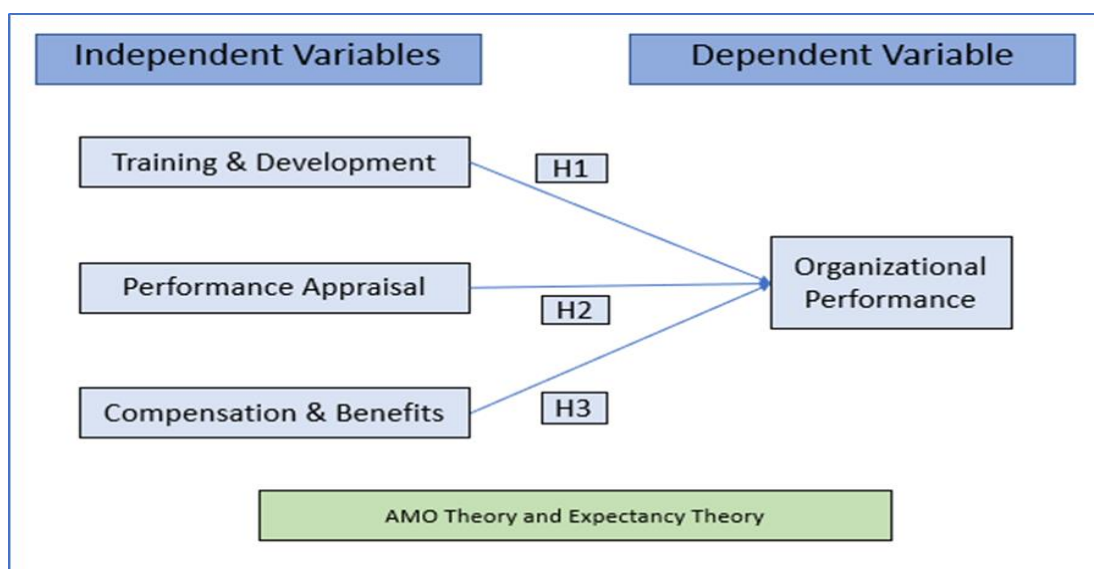 Independent Variables
Dependent Variable
Training & Development
H1
Performance Appraisal
H2
Organizational
Performance
Compensation & Benefits
H3
AMO Theory and Expectancy Theory